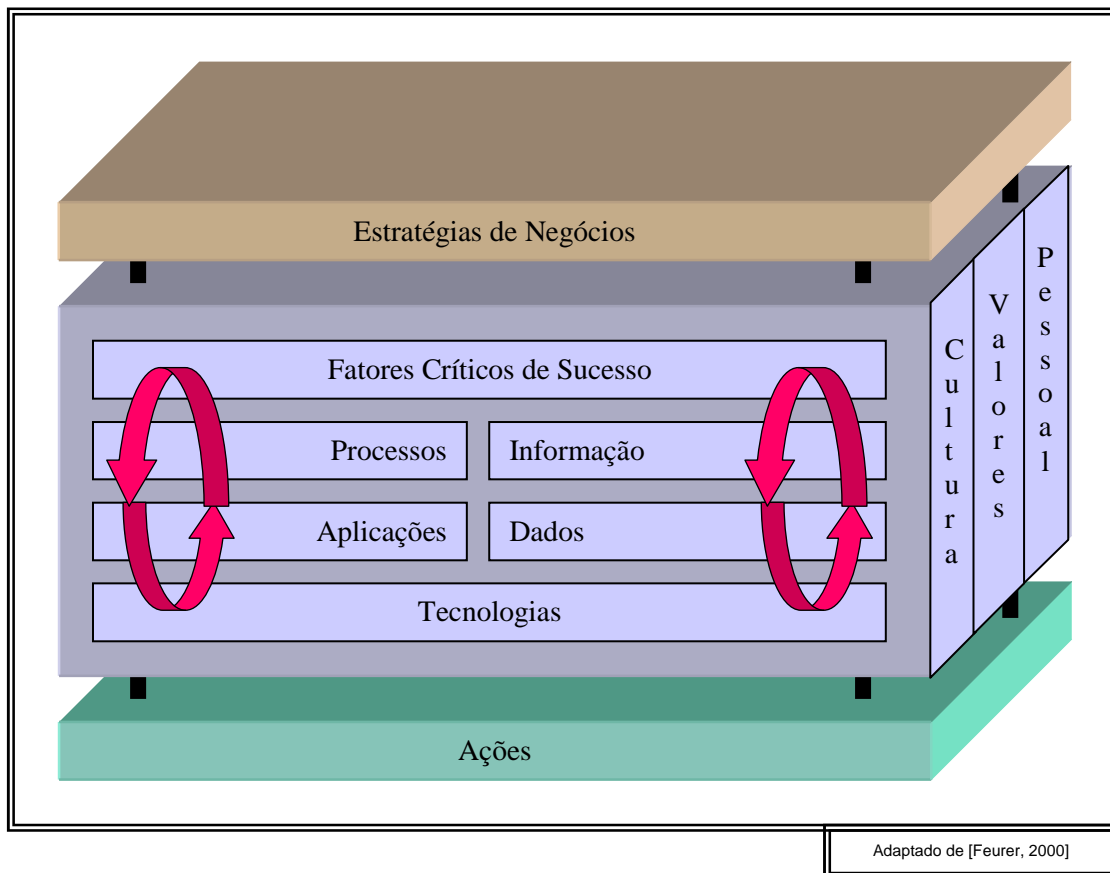 Estratégias de Negócios
Fatores Críticos de Sucesso
Processos
Informação
Aplicações
Dados
Tecnologias
Cultura
Valores
Pessoal
Ações
Adaptado de [Feurer, 2000]